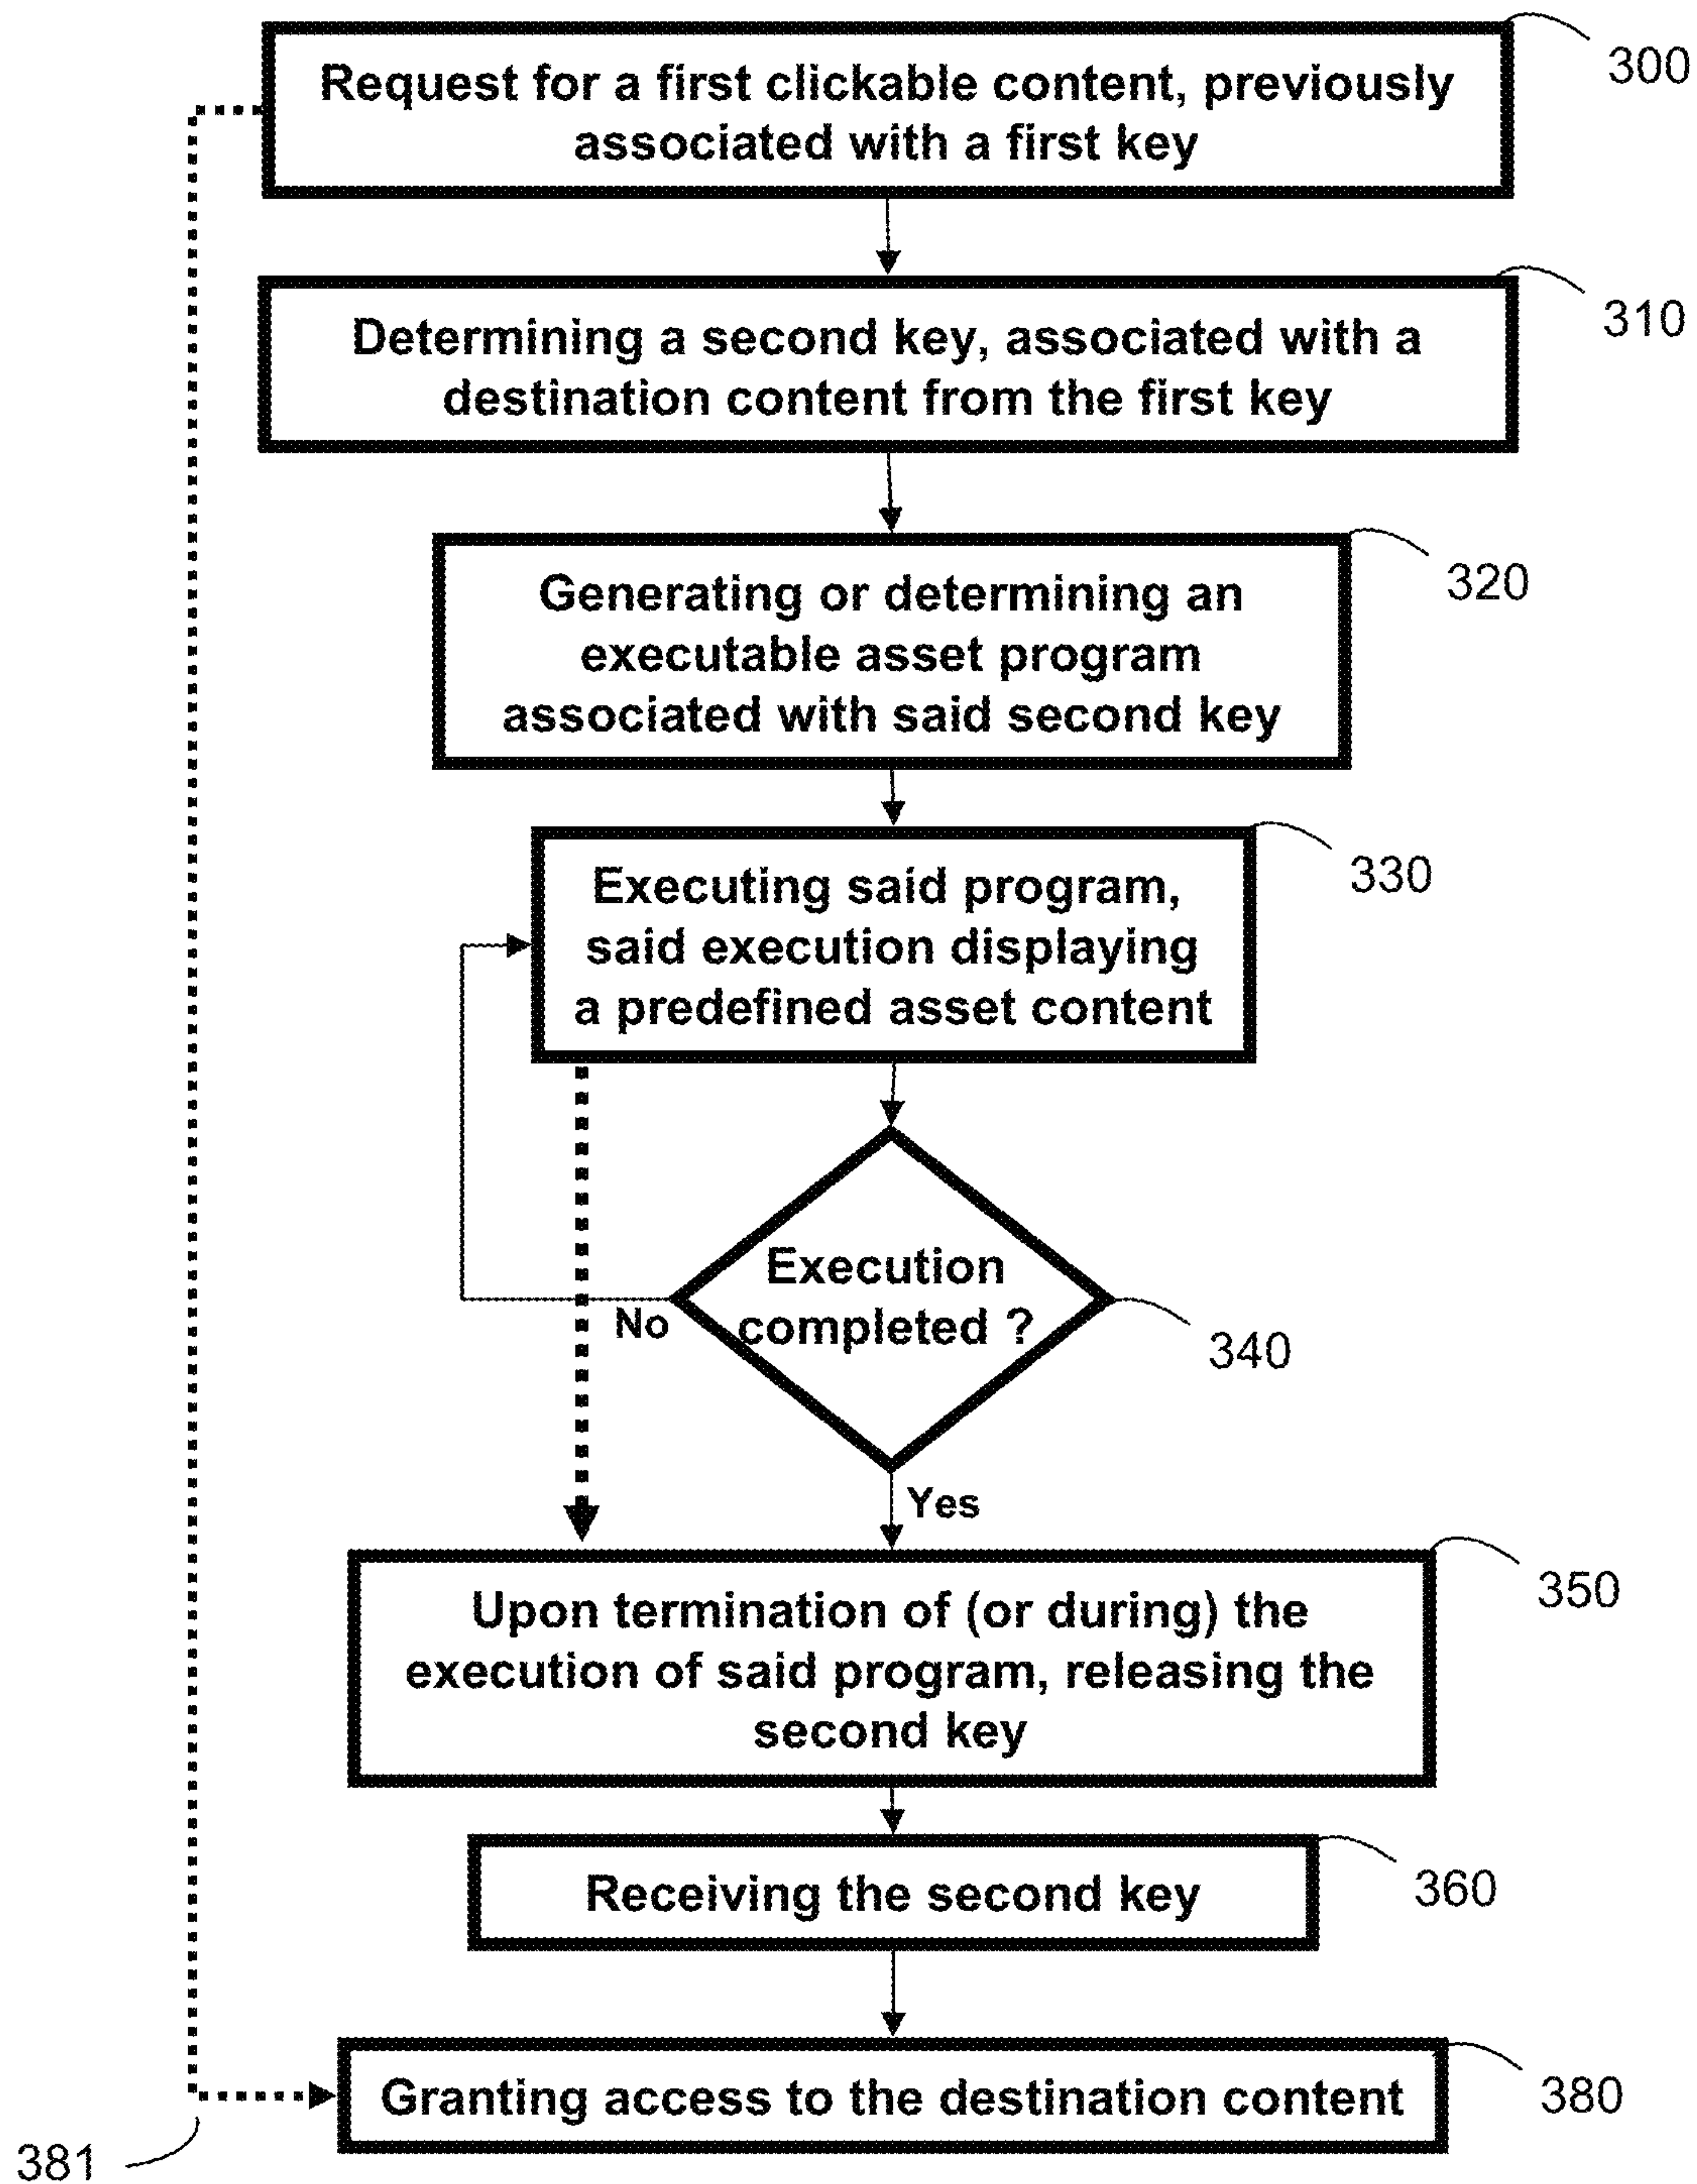 300
Request for a first clickable content, previously
associated with a first key
310
Determining a second key, associated with a
destination content from the first key
320
Generating or determining an
executable asset program
associated with said second key
330
Executing said program,
said execution displaying
a predefined asset content
Execution
completed ?
No
340
Yes
350
Upon termination of (or during) the
execution of said program, releasing the
second key
360
Receiving the second key
380
Granting access to the destination content
381